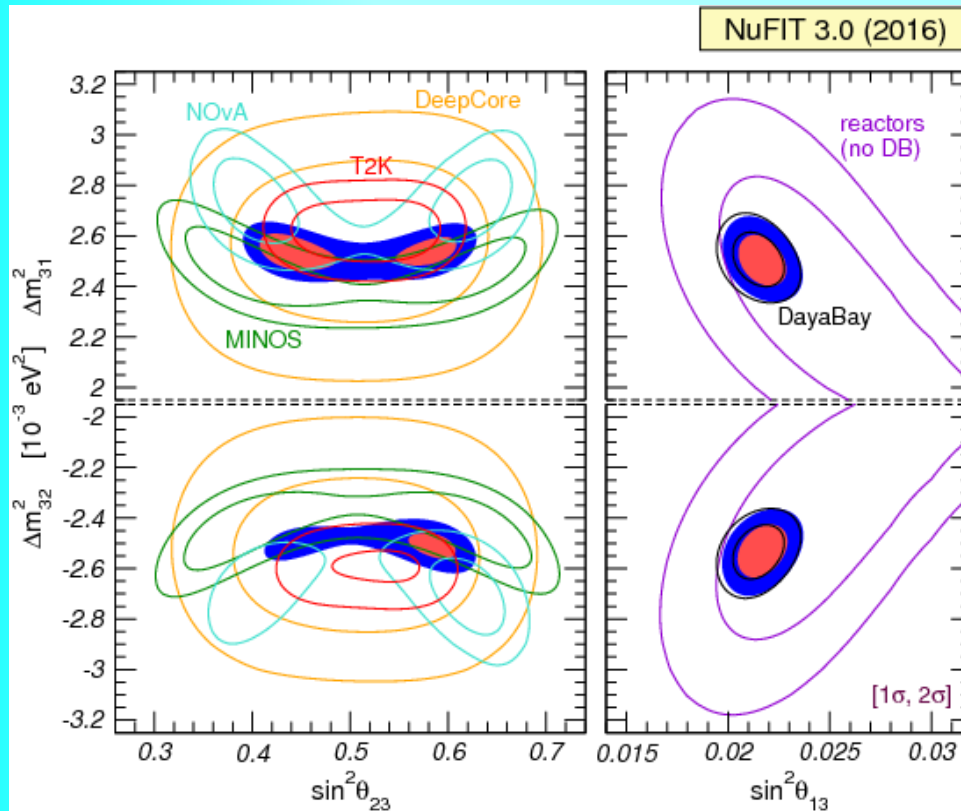 NuFIT 3.0 (2016)
3.2
3
2.8
2.6
2.4
2.2
2
-2
-2.2
-2.4
-2.6
-2.8
-3
-3.2
Δm²₃₂ [10⁻³ eV²] Δm²₃₁
NOvA
DeepCore
T2K
MINOS
reactors
(no DB)
DayaBay
[1σ, 2σ]
0.3 0.4 0.5 0.6 0.7
sin²θ₂₃
0.015 0.02 0.025 0.03
sin²θ₁₃